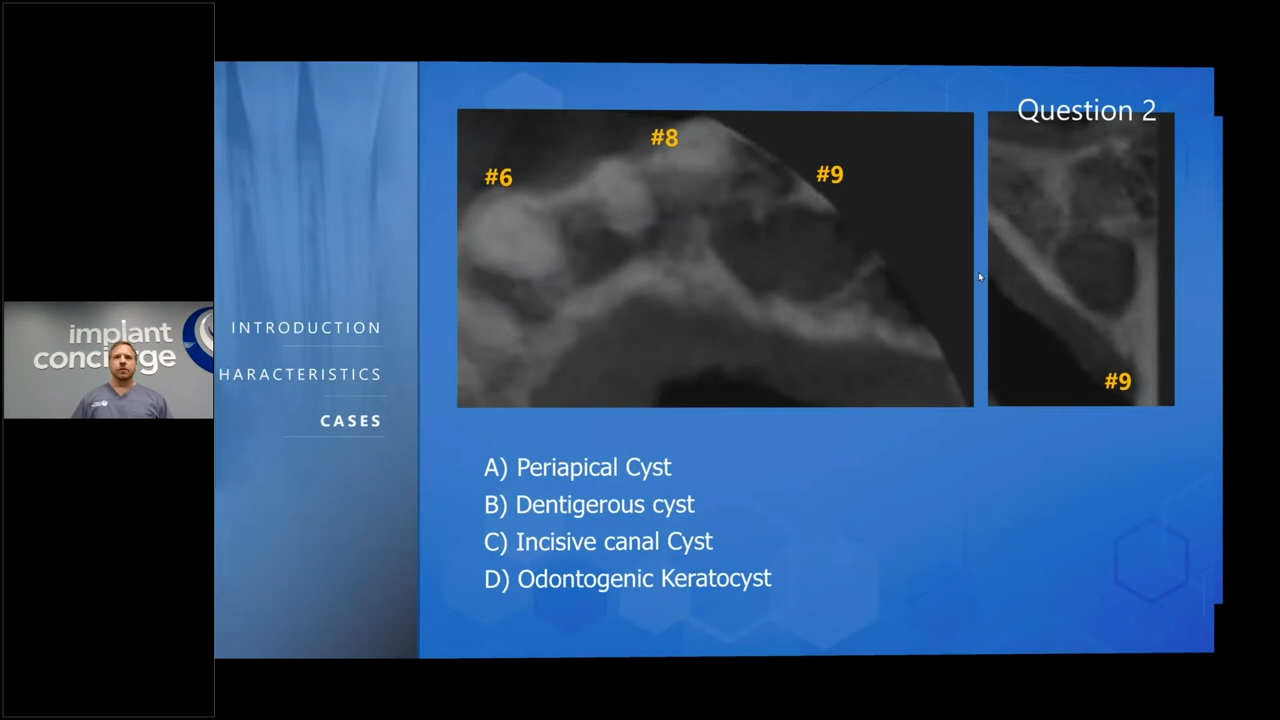 implant
concierge
INTRODUCTION
HARACTERISTICS
CASES
Question 2
#6
#8
#9
#9
A) Periapical Cyst
B) Dentigerous cyst
C) Incisive canal Cyst
D) Odontogenic Keratocyst